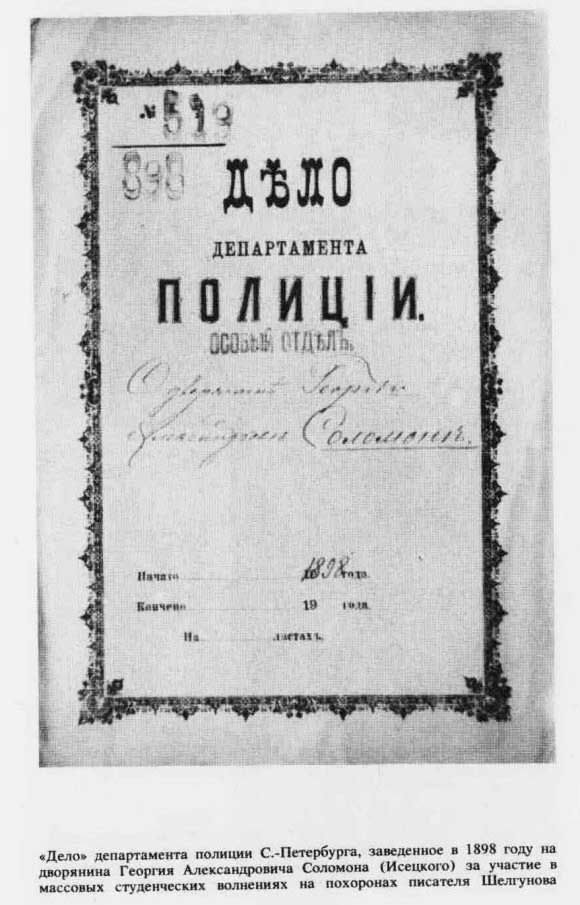 № 519
898
ДѢЛО
ДЕПАРТАМЕНТА
ПОЛИЦІИ.
ОСОБЫЙ ОТДѢЛЪ.
О дворянинѣ Георгіи
Александровѣ Соломонѣ.
Начато 1898 года.
Кончено 19 года.
На листахъ.
«Дело» департамента полиции С.-Петербурга, заведенное в 1898 году на
дворянина Георгия Александровича Соломона (Исецкого) за участие в
массовых студенческих волнениях на похоронах писателя Шелгунова